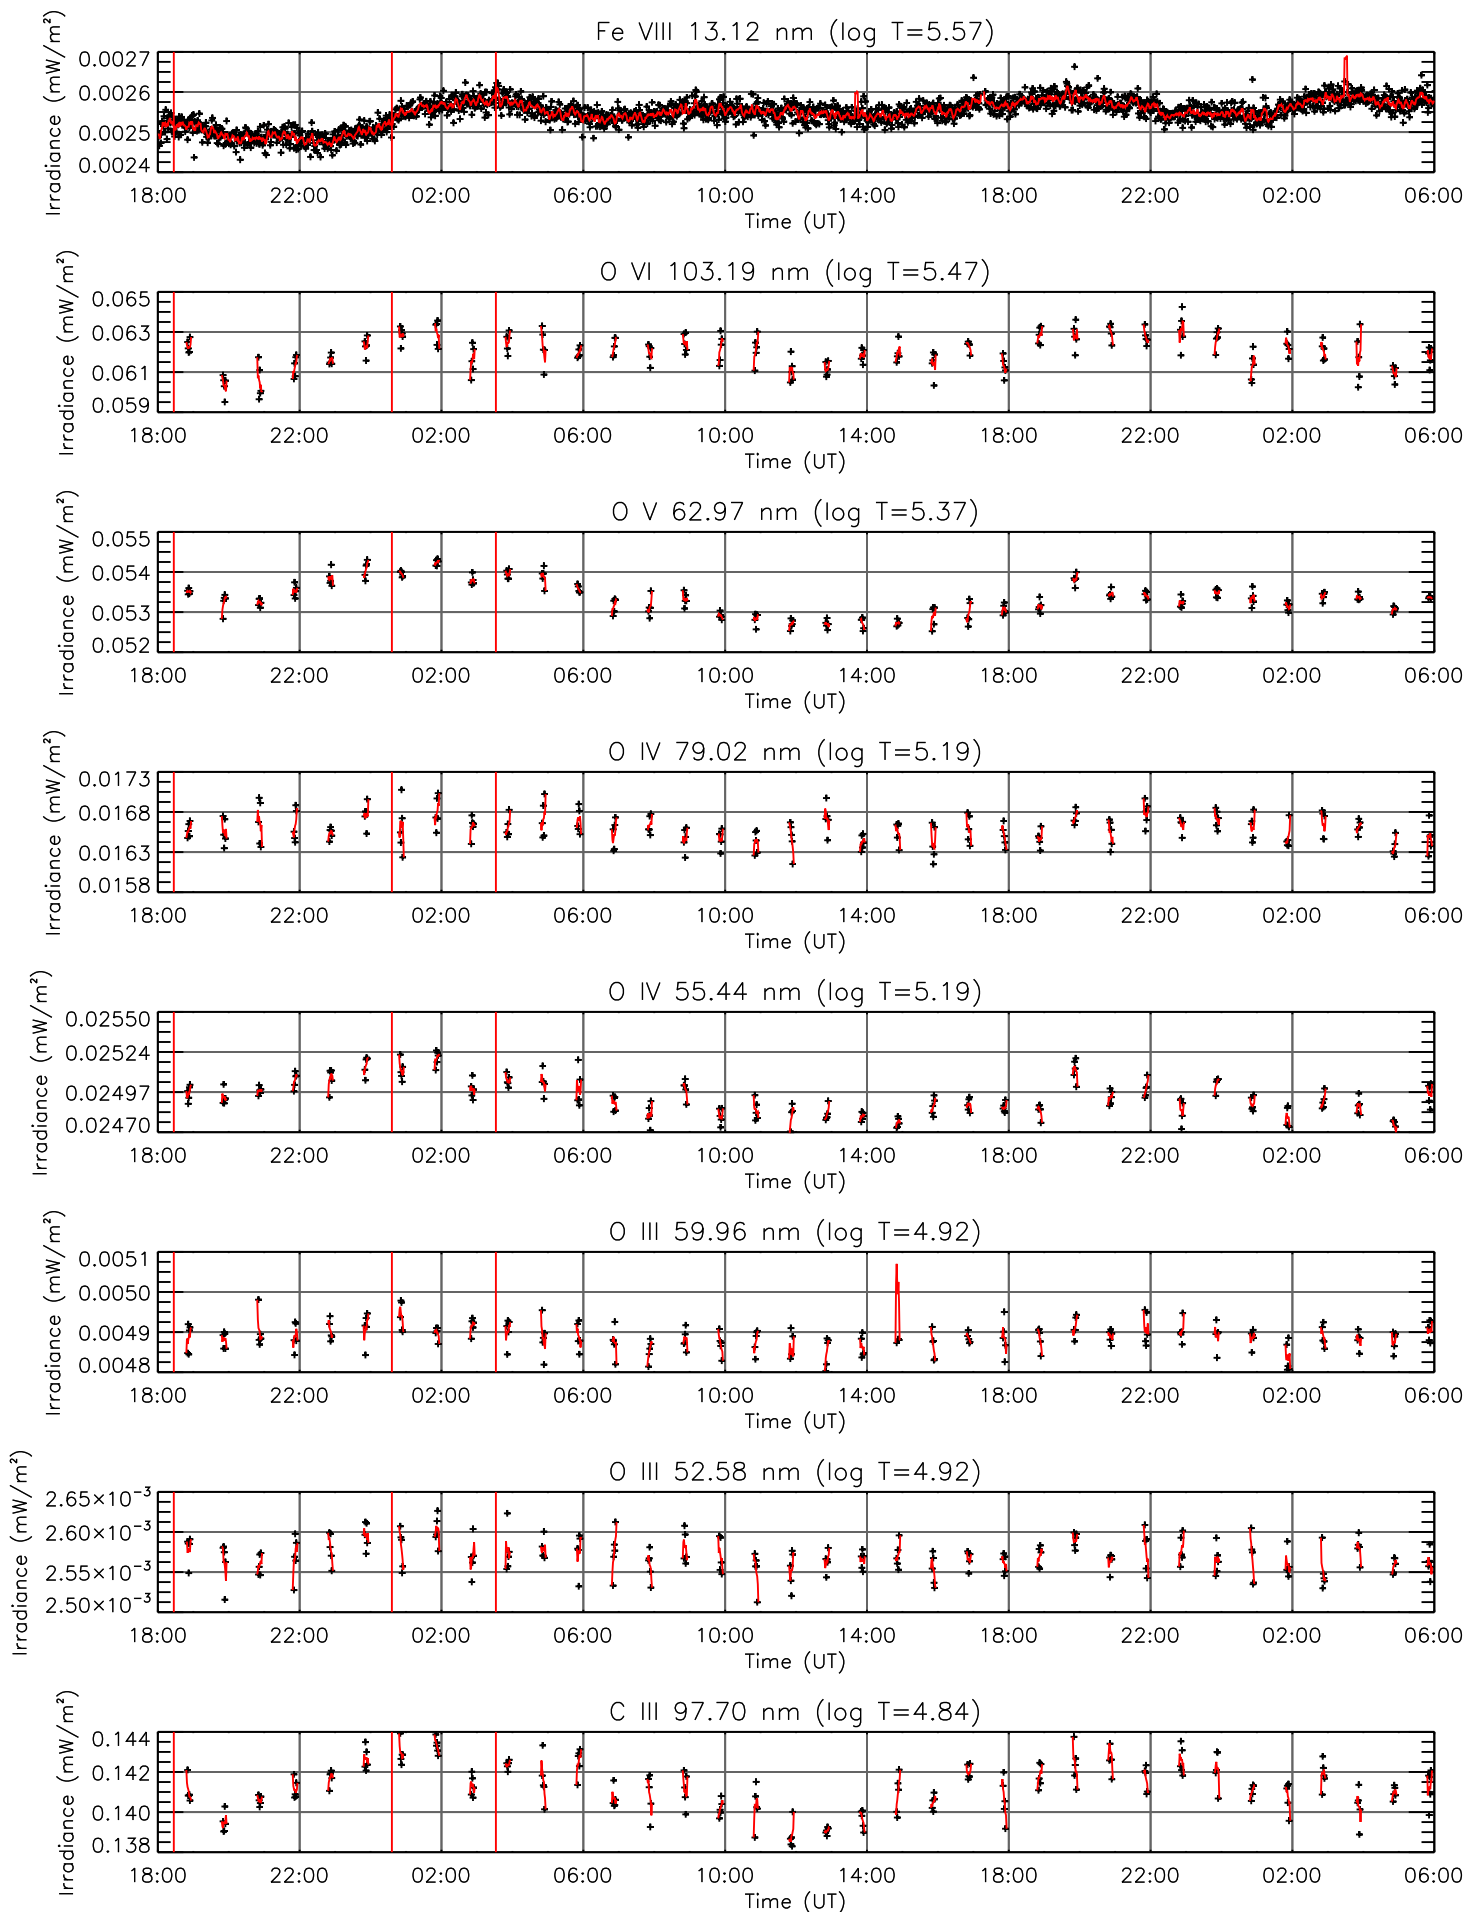 Fe VIII 13.12 nm (log T=5.57)
Irradiance (mW/m²)
0.0027
0.0026
0.0025
0.0024
18:00 22:00 02:00 06:00 10:00 14:00 18:00 22:00 02:00 06:00
Time (UT)
O VI 103.19 nm (log T=5.47)
Irradiance (mW/m²)
0.065
0.063
0.061
0.059
18:00 22:00 02:00 06:00 10:00 14:00 18:00 22:00 02:00 06:00
Time (UT)
O V 62.97 nm (log T=5.37)
Irradiance (mW/m²)
0.055
0.054
0.053
0.052
18:00 22:00 02:00 06:00 10:00 14:00 18:00 22:00 02:00 06:00
Time (UT)
O IV 79.02 nm (log T=5.19)
Irradiance (mW/m²)
0.0173
0.0168
0.0163
0.0158
18:00 22:00 02:00 06:00 10:00 14:00 18:00 22:00 02:00 06:00
Time (UT)
O IV 55.44 nm (log T=5.19)
Irradiance (mW/m²)
0.02550
0.02524
0.02497
0.02470
18:00 22:00 02:00 06:00 10:00 14:00 18:00 22:00 02:00 06:00
Time (UT)
O III 59.96 nm (log T=4.92)
Irradiance (mW/m²)
0.0051
0.0050
0.0049
0.0048
18:00 22:00 02:00 06:00 10:00 14:00 18:00 22:00 02:00 06:00
Time (UT)
O III 52.58 nm (log T=4.92)
Irradiance (mW/m²)
2.65×10⁻³
2.60×10⁻³
2.55×10⁻³
2.50×10⁻³
18:00 22:00 02:00 06:00 10:00 14:00 18:00 22:00 02:00 06:00
Time (UT)
C III 97.70 nm (log T=4.84)
Irradiance (mW/m²)
0.144
0.142
0.140
0.138
18:00 22:00 02:00 06:00 10:00 14:00 18:00 22:00 02:00 06:00
Time (UT)